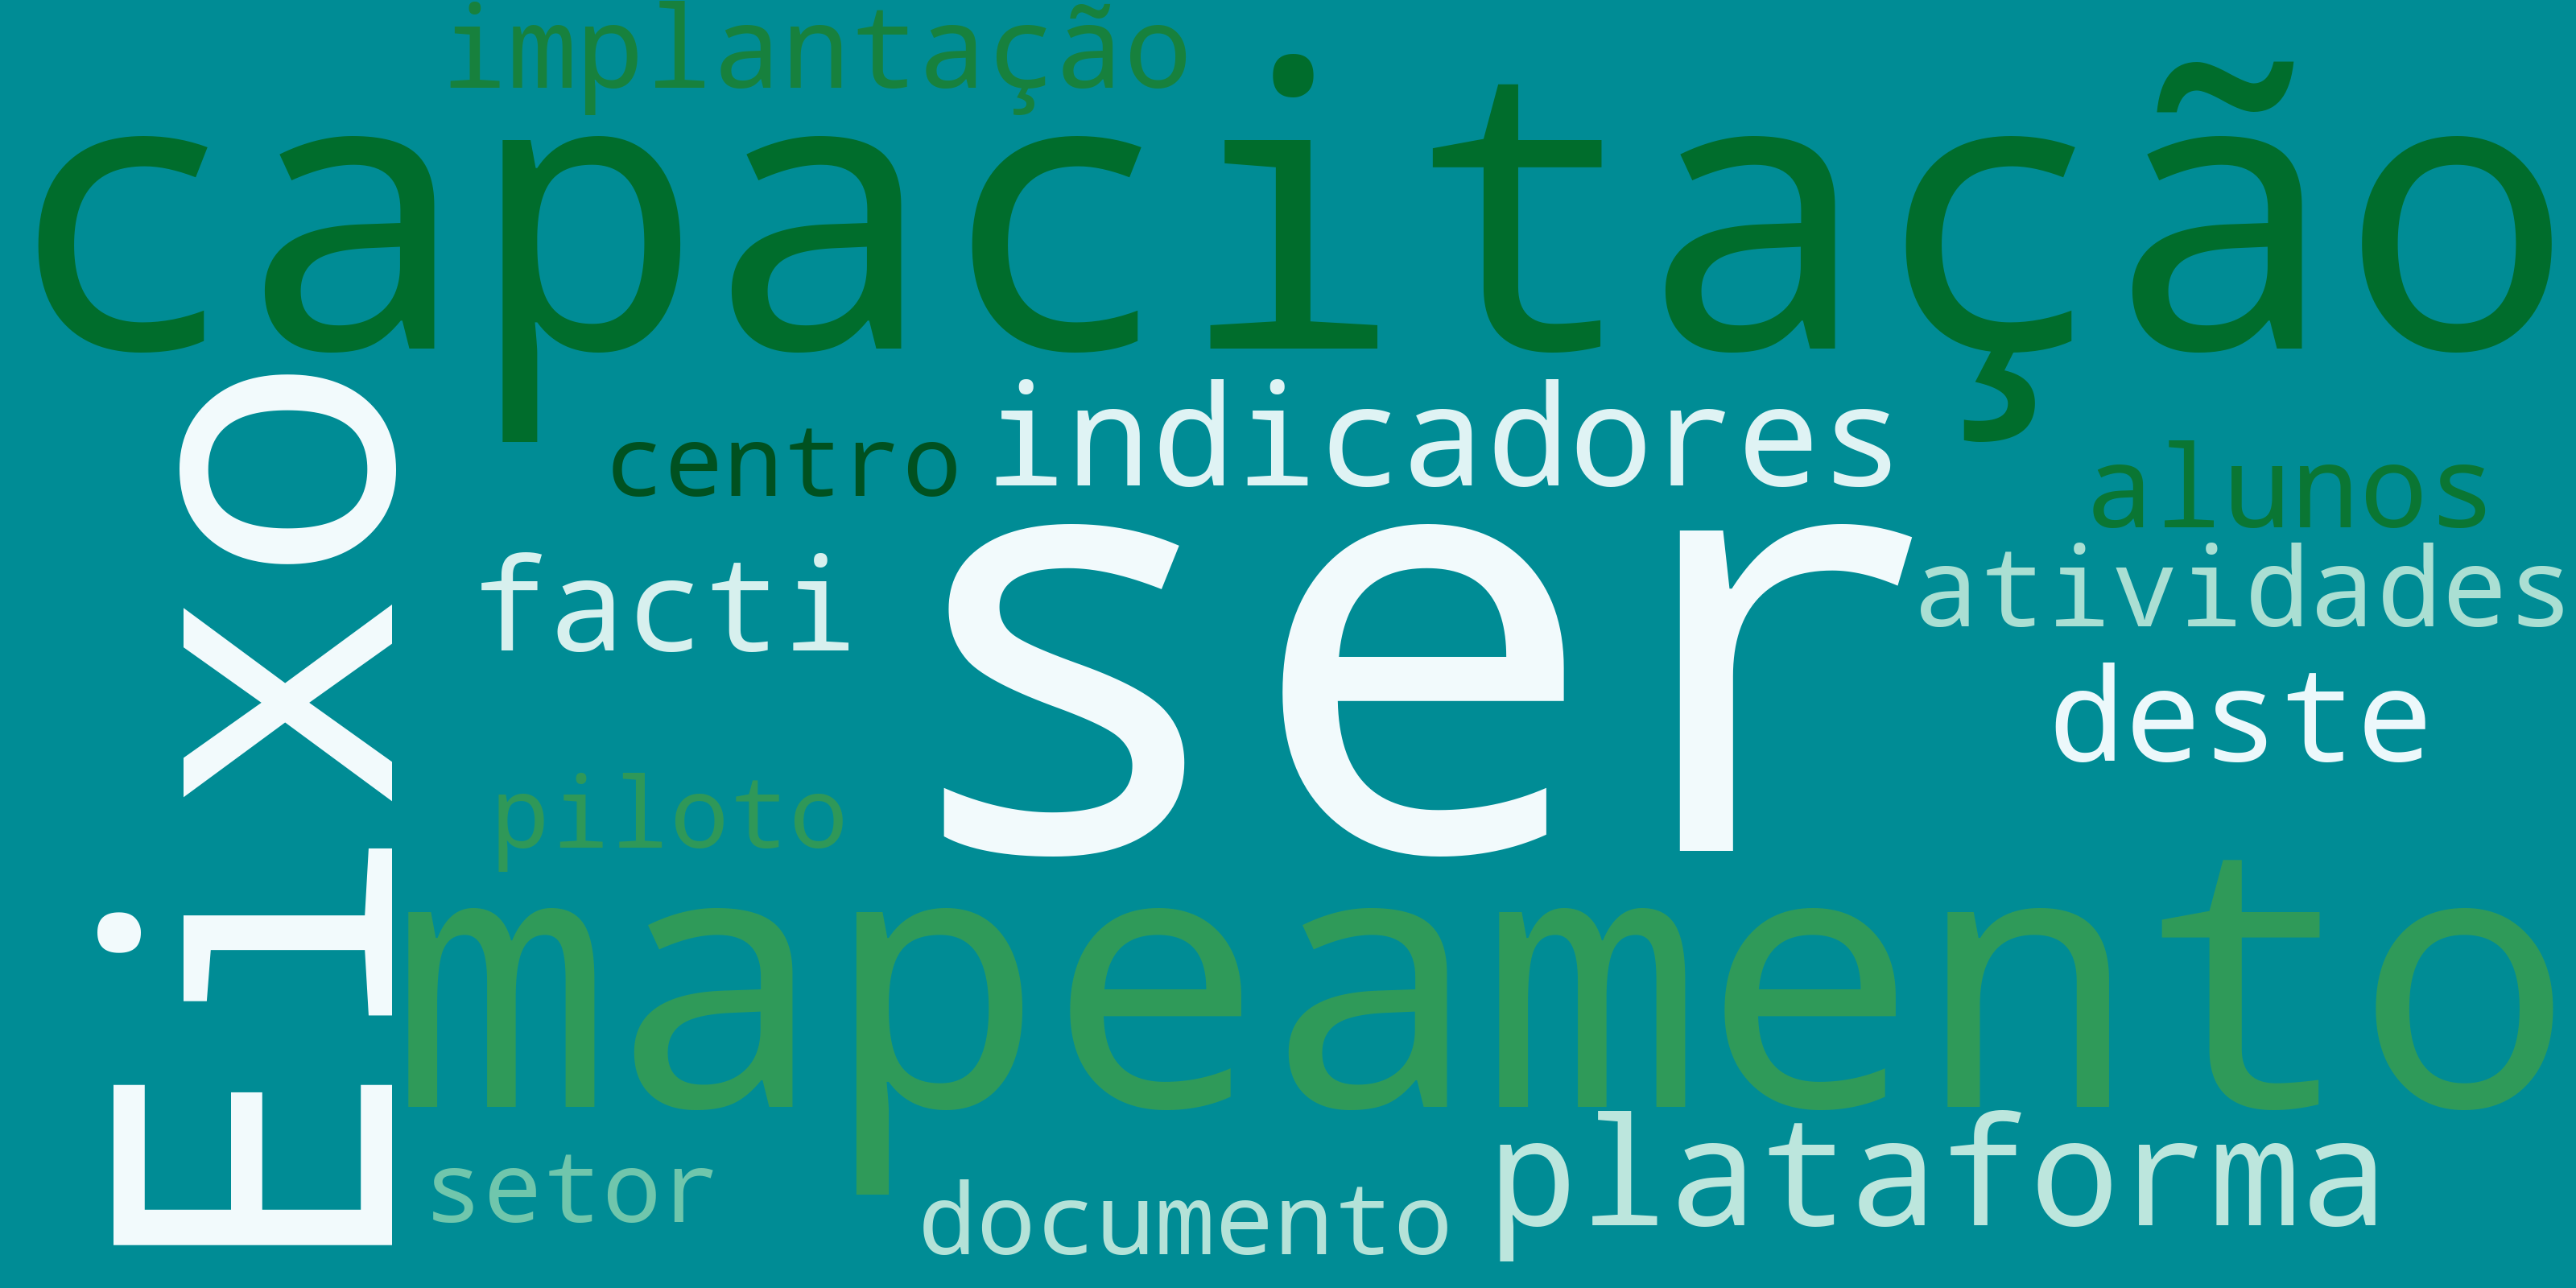 implantação
capacitação
Eixo
centro
indicadores
alunos
facti
ser
atividades
deste
piloto
mapeamento
setor
documento
plataforma